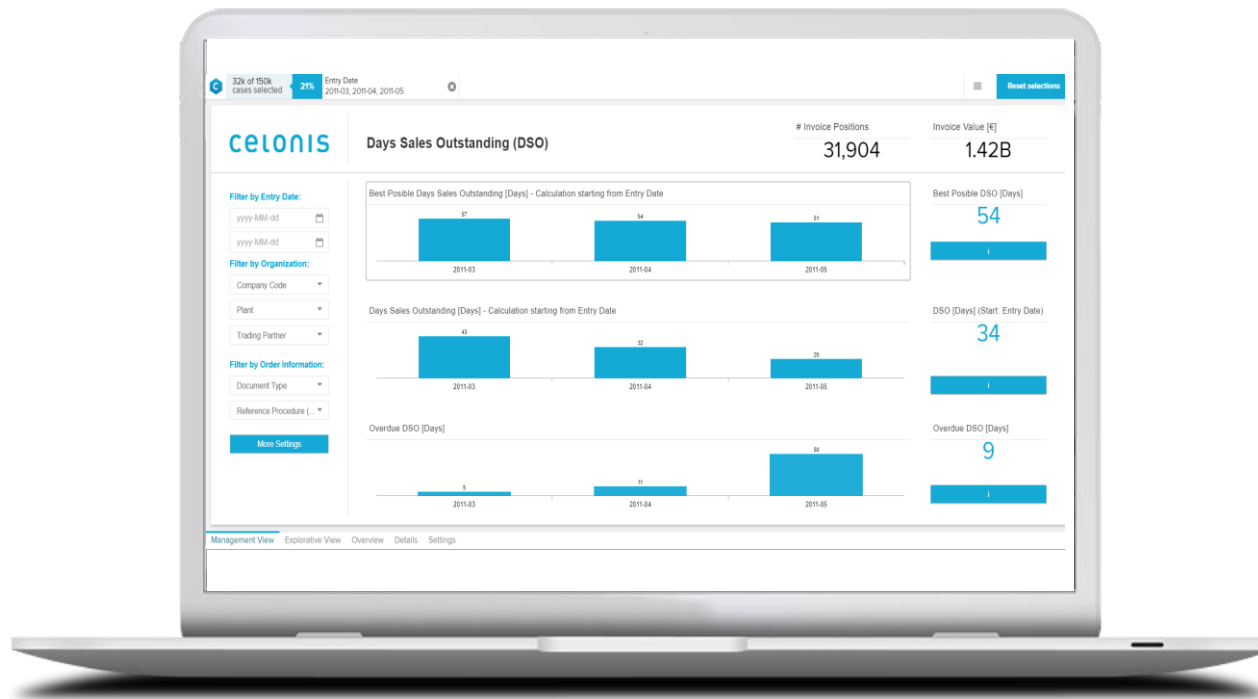 32k of 150k
cases selected
21%
Entry Date
2011-03, 2011-04, 2011-05
Reset selections
celonis
Days Sales Outstanding (DSO)
# Invoice Positions
31,904
Invoice Value [€]
1.42B
Filter by Entry Date:
yyyy-MM-dd
yyyy-MM-dd
Filter by Organization:
Company Code
Plant
Trading Partner
Filter by Order Information:
Document Type
Reference Procedure (...
More Settings
Best Posible Days Sales Outstanding [Days] - Calculation starting from Entry Date
57
54
51
2011-03
2011-04
2011-05
Best Posible DSO [Days]
54
i
Days Sales Outstanding [Days] - Calculation starting from Entry Date
43
32
2011-03
2011-04
2011-05
DSO [Days] (Start: Entry Date)
34
i
Overdue DSO [Days]
5
11
50
2011-03
2011-04
2011-05
Overdue DSO [Days]
9
i
Management View
Explorative View
Overview
Details
Settings